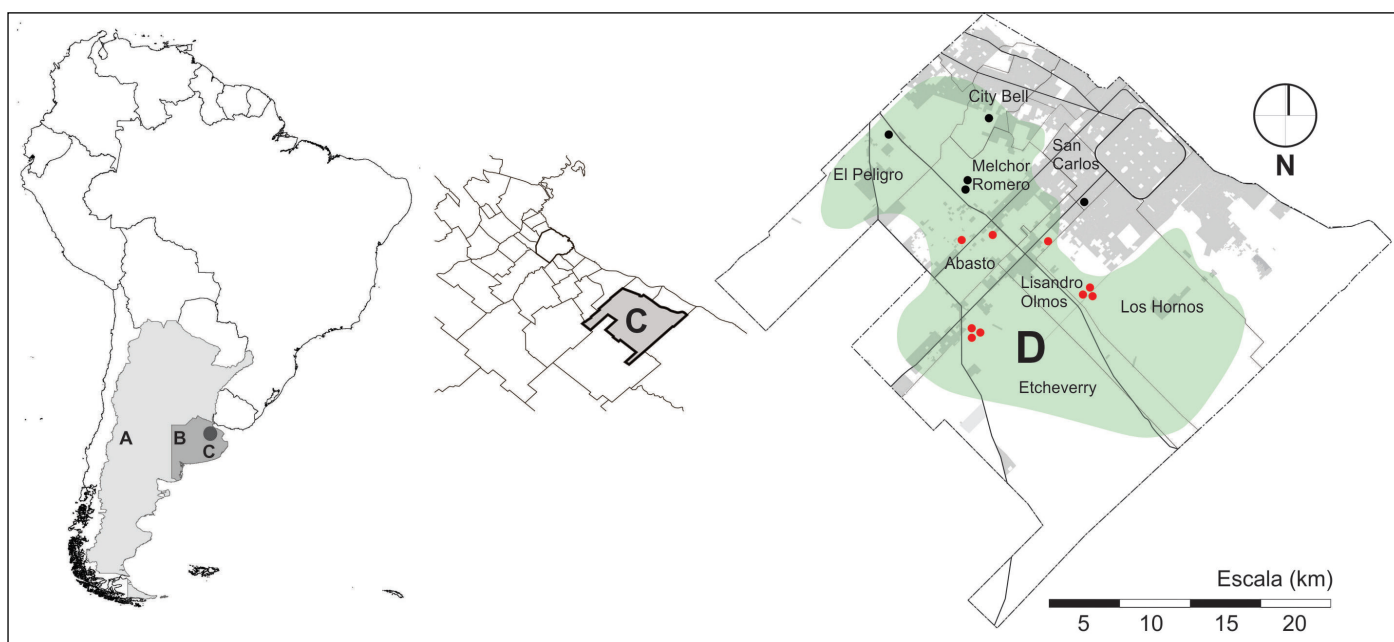 A
B
C
C
City Bell
San
Carlos
El Peligro
Melchor
Romero
Abasto
Lisandro
Olmos
Los Hornos
D
Etcheverry
N
Escala (km)
5 10 15 20